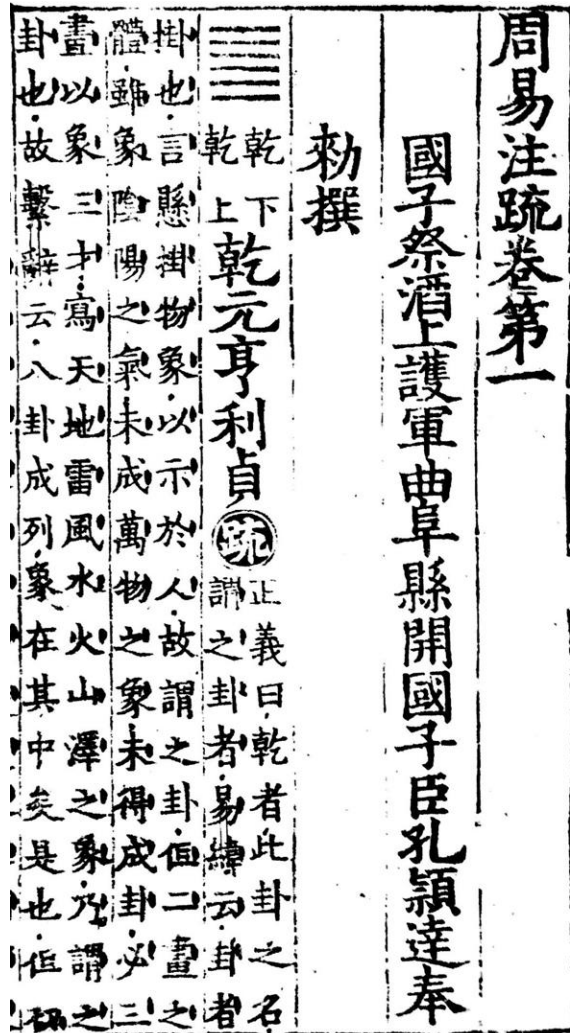 周易注疏卷第一
國子祭酒上護軍曲阜縣開國子臣孔穎達奉
勑撰
乾下
乾上
乾元亨利貞
疏
正義曰乾者此卦之名
謂之卦者易緯云卦者
掛也言懸掛物象以示於人故謂之卦但二畫之
體雖象陰陽之氣未成萬物之象未得成卦必三
畫以象三才寫天地雷風水火山澤之象乃謂之
卦也故繫辭云八卦成列象在其中矣是也但初